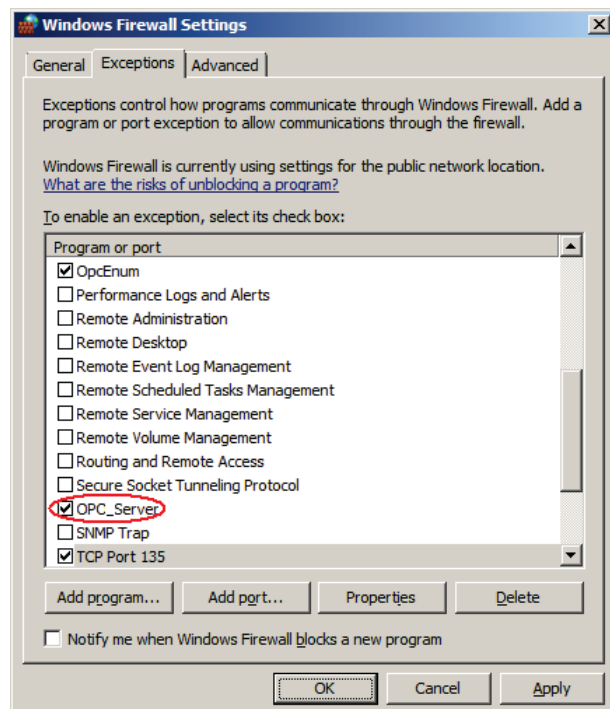 Windows Firewall Settings
General Exceptions Advanced
Exceptions control how programs communicate through Windows Firewall. Add a
program or port exception to allow communications through the firewall.
Windows Firewall is currently using settings for the public network location.
What are the risks of unblocking a program?
To enable an exception, select its check box:
Program or port
OpcEnum
Performance Logs and Alerts
Remote Administration
Remote Desktop
Remote Event Log Management
Remote Scheduled Tasks Management
Remote Service Management
Remote Volume Management
Routing and Remote Access
Secure Socket Tunneling Protocol
OPC_Server
SNMP Trap
TCP Port 135
Add program... Add port... Properties Delete
Notify me when Windows Firewall blocks a new program
OK Cancel Apply